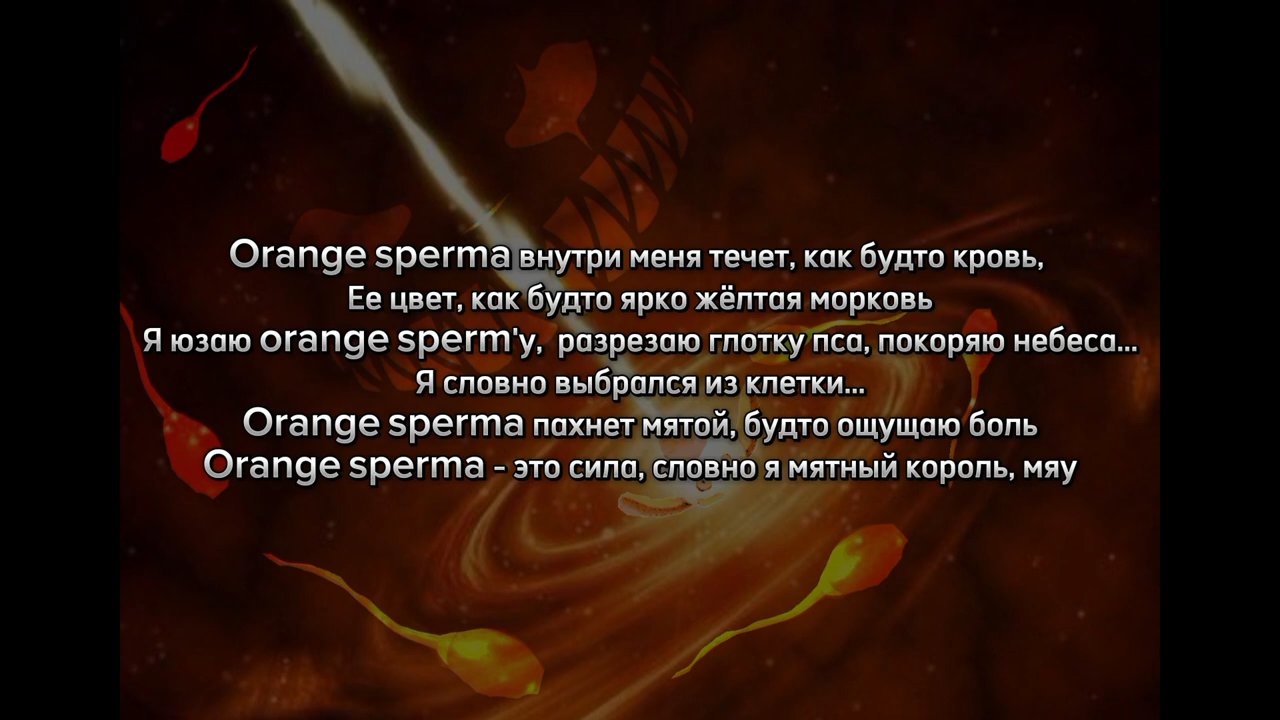 Orange sperma внутри меня течет, как будто кровь,
Ее цвет, как будто ярко жёлтая морковь
Я юзаю orange sperm'у, разрезаю глотку пса, покоряю небеса...
Я словно выбрался из клетки...
Orange sperma пахнет мятой, будто ощущаю боль
Orange sperma - это сила, словно я мятный король, мяу